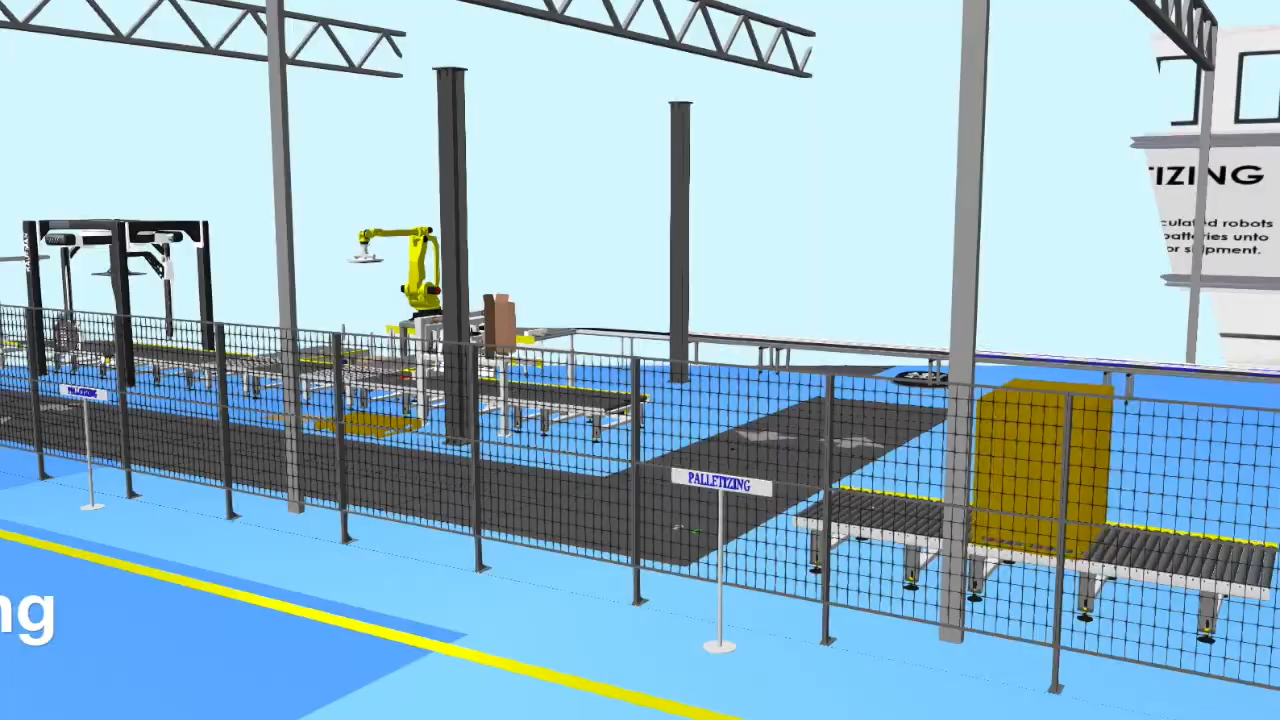 TIZING
culated robots
batteries unto
or shipment.
PALLETIZING
PALLETIZING
ng